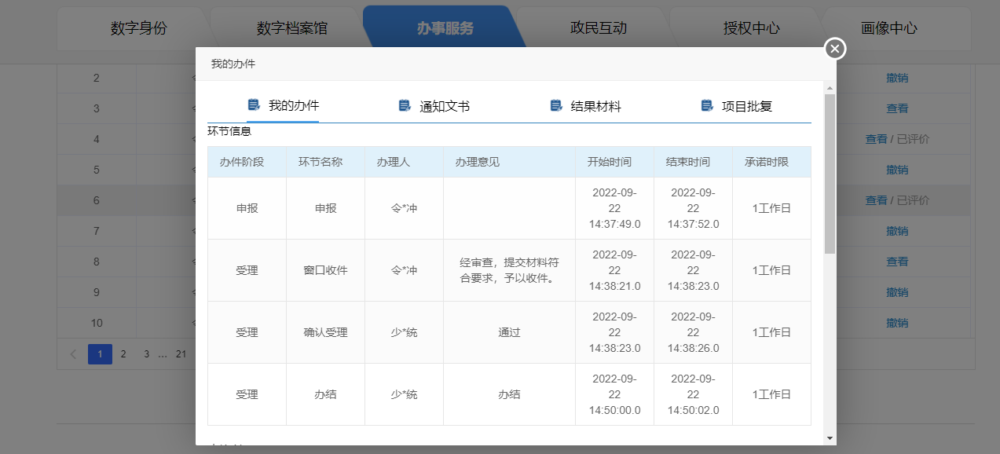 数字身份 数字档案馆 办事服务 政民互动 授权中心 画像中心
我的办件
我的办件 通知文书 结果材料 项目批复
环节信息
办件阶段 环节名称 办理人 办理意见 开始时间 结束时间 承诺时限
申报 申报 令*冲 2022-09-22 14:37:49.0 2022-09-22 14:37:52.0 1工作日
受理 窗口收件 令*冲 经审查，提交材料符合要求，予以收件。 2022-09-22 14:38:21.0 2022-09-22 14:38:23.0 1工作日
受理 确认受理 少*统 通过 2022-09-22 14:38:23.0 2022-09-22 14:38:26.0 1工作日
受理 办结 少*统 办结 2022-09-22 14:50:00.0 2022-09-22 14:50:02.0 1工作日
2 撤销
3 查看
4 查看 / 已评价
5 撤销
6 查看 / 已评价
7 撤销
8 查看
9 撤销
10 撤销
1 2 3 ... 21